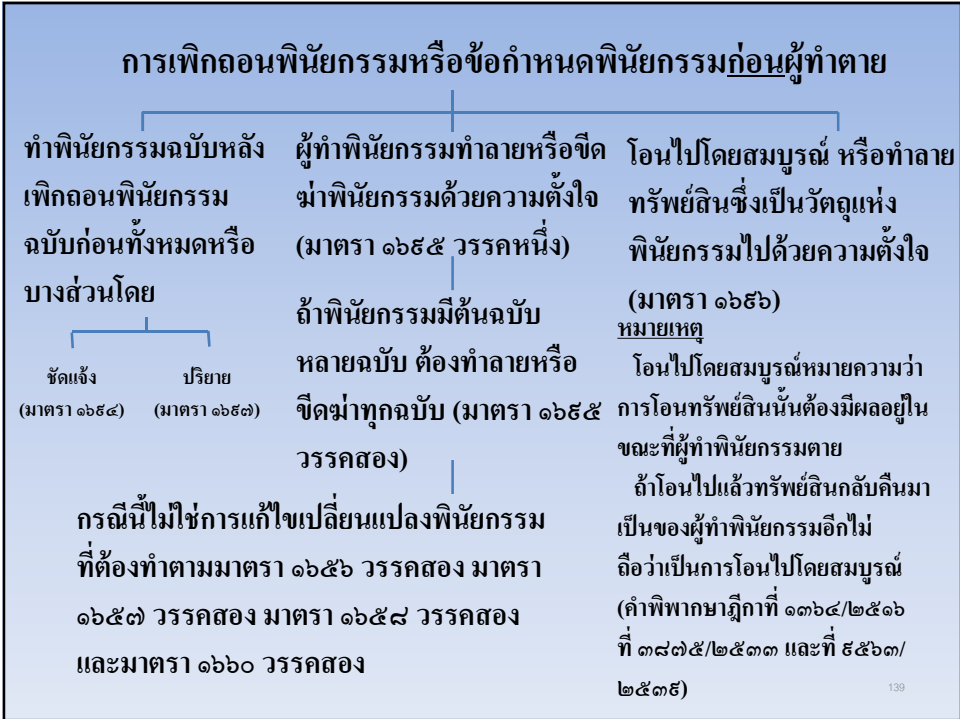 การเพิกถอนพินัยกรรมหรือข้อกำหนดพินัยกรรมก่อนผู้ทำตาย
ทำพินัยกรรมฉบับหลัง
เพิกถอนพินัยกรรม
ฉบับก่อนทั้งหมดหรือ
บางส่วนโดย
ชัดแจ้ง
(มาตรา ๑๖๙๔)
ปริยาย
(มาตรา ๑๖๙๗)
ผู้ทำพินัยกรรมทำลายหรือขีด
ฆ่าพินัยกรรมด้วยความตั้งใจ
(มาตรา ๑๖๙๕ วรรคหนึ่ง)
ถ้าพินัยกรรมมีต้นฉบับ
หลายฉบับ ต้องทำลายหรือ
ขีดฆ่าทุกฉบับ (มาตรา ๑๖๙๕
วรรคสอง)
กรณีนี้ไม่ใช่การแก้ไขเปลี่ยนแปลงพินัยกรรม
ที่ต้องทำตามมาตรา ๑๖๕๖ วรรคสอง มาตรา
๑๖๕๗ วรรคสอง มาตรา ๑๖๕๘ วรรคสอง
และมาตรา ๑๖๖๐ วรรคสอง
โอนไปโดยสมบูรณ์ หรือทำลาย
ทรัพย์สินซึ่งเป็นวัตถุแห่ง
พินัยกรรมไปด้วยความตั้งใจ
(มาตรา ๑๖๙๖)
หมายเหตุ
โอนไปโดยสมบูรณ์หมายความว่า
การโอนทรัพย์สินนั้นต้องมีผลอยู่ใน
ขณะที่ผู้ทำพินัยกรรมตาย
ถ้าโอนไปแล้วทรัพย์สินกลับคืนมา
เป็นของผู้ทำพินัยกรรมอีกไม่
ถือว่าเป็นการโอนไปโดยสมบูรณ์
(คำพิพากษาฎีกาที่ ๑๓๖๔/๒๕๑๖
ที่ ๓๘๗๕/๒๕๓๓ และที่ ๙๕๖๓/
๒๕๓๙)
139